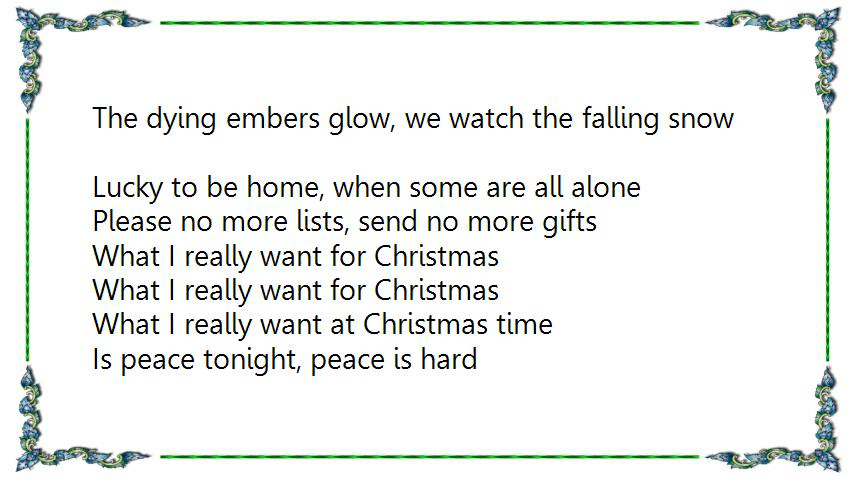 The dying embers glow, we watch the falling snow
Lucky to be home, when some are all alone
Please no more lists, send no more gifts
What I really want for Christmas
What I really want for Christmas
What I really want at Christmas time
Is peace tonight, peace is hard